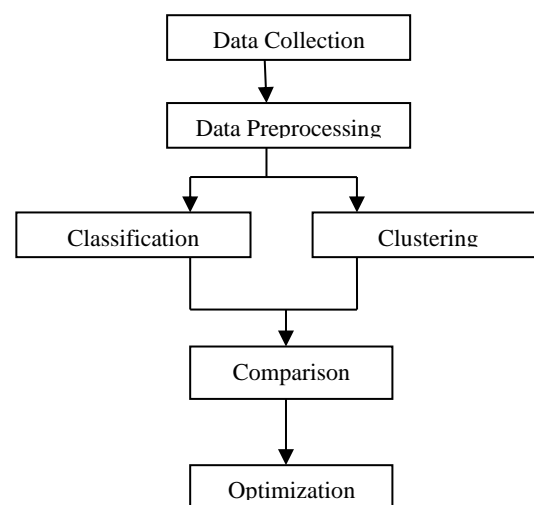 Data Collection
Data Preprocessing
Classification
Clustering
Comparison
Optimization